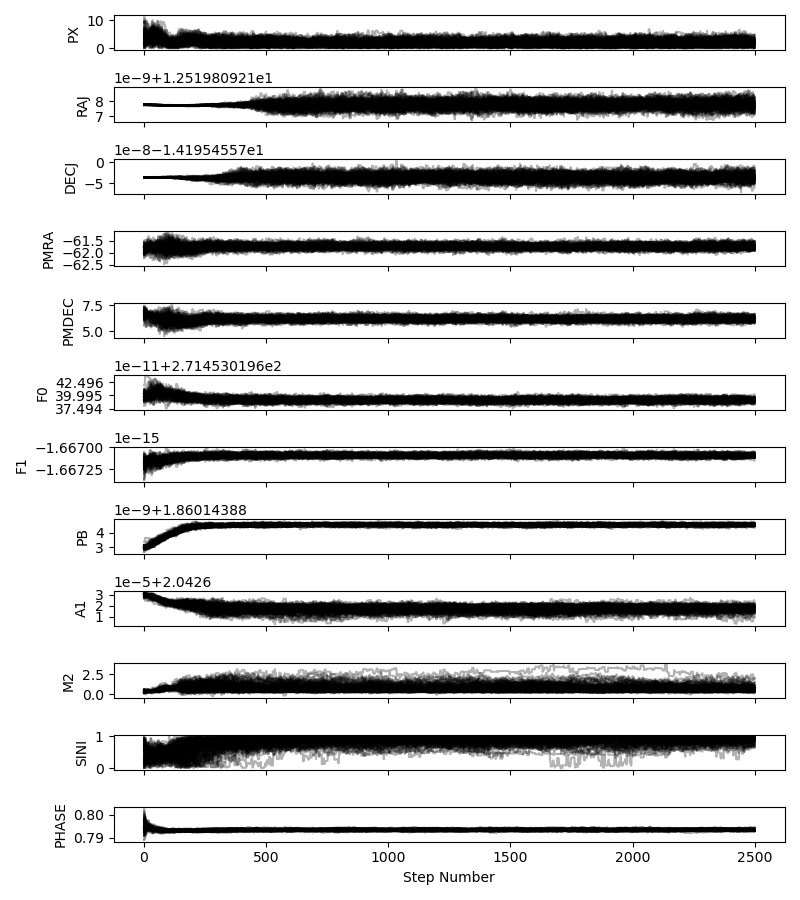 PX
10
0
1e−9+1.251980921e1
RAJ
8
7
1e−8−1.41954557e1
DECJ
0
−5
PMRA
−61.5
−62.0
−62.5
PMDEC
7.5
5.0
1e−11+2.714530196e2
F0
42.496
39.995
37.494
1e−15
F1
−1.66700
−1.66725
1e−9+1.86014388
PB
4
3
1e−5+2.0426
A1
3
2
1
M2
2.5
0.0
SINI
1
0
PHASE
0.80
0.79
0 500 1000 1500 2000 2500
Step Number